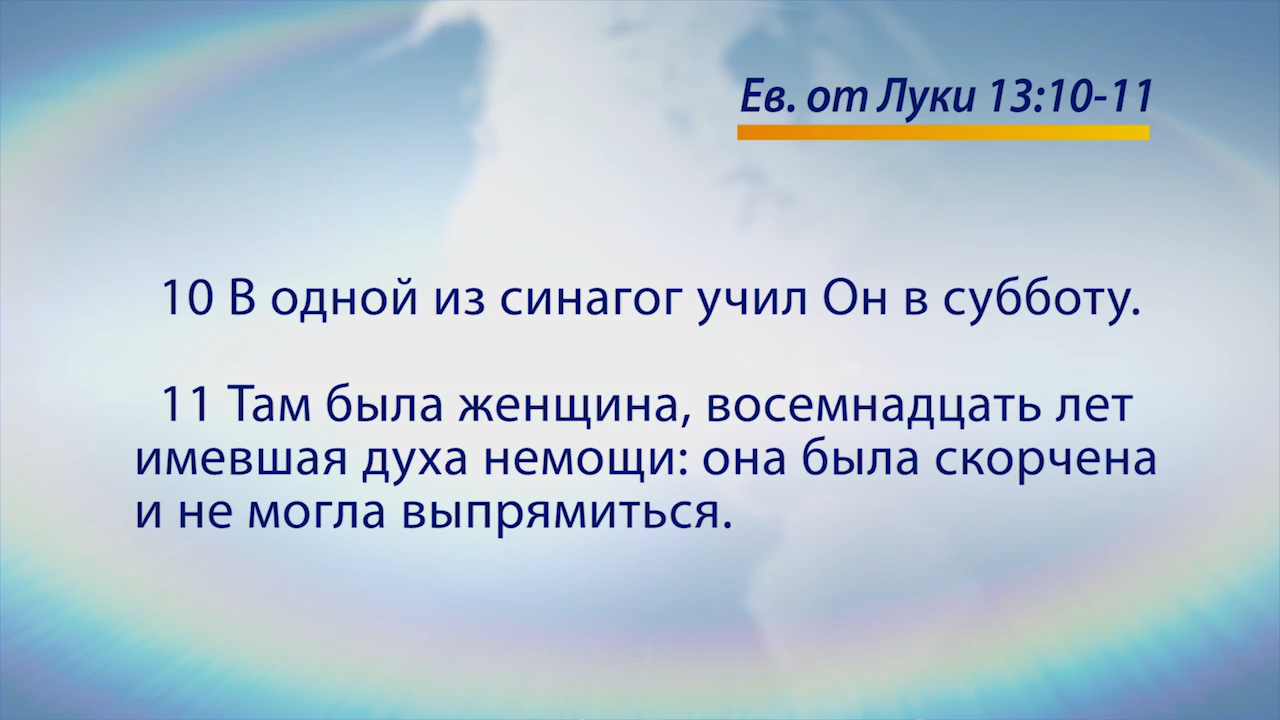 Ев. от Луки 13:10-11
10 В одной из синагог учил Он в субботу.
11 Там была женщина, восемнадцать лет
имевшая духа немощи: она была скорчена
и не могла выпрямиться.